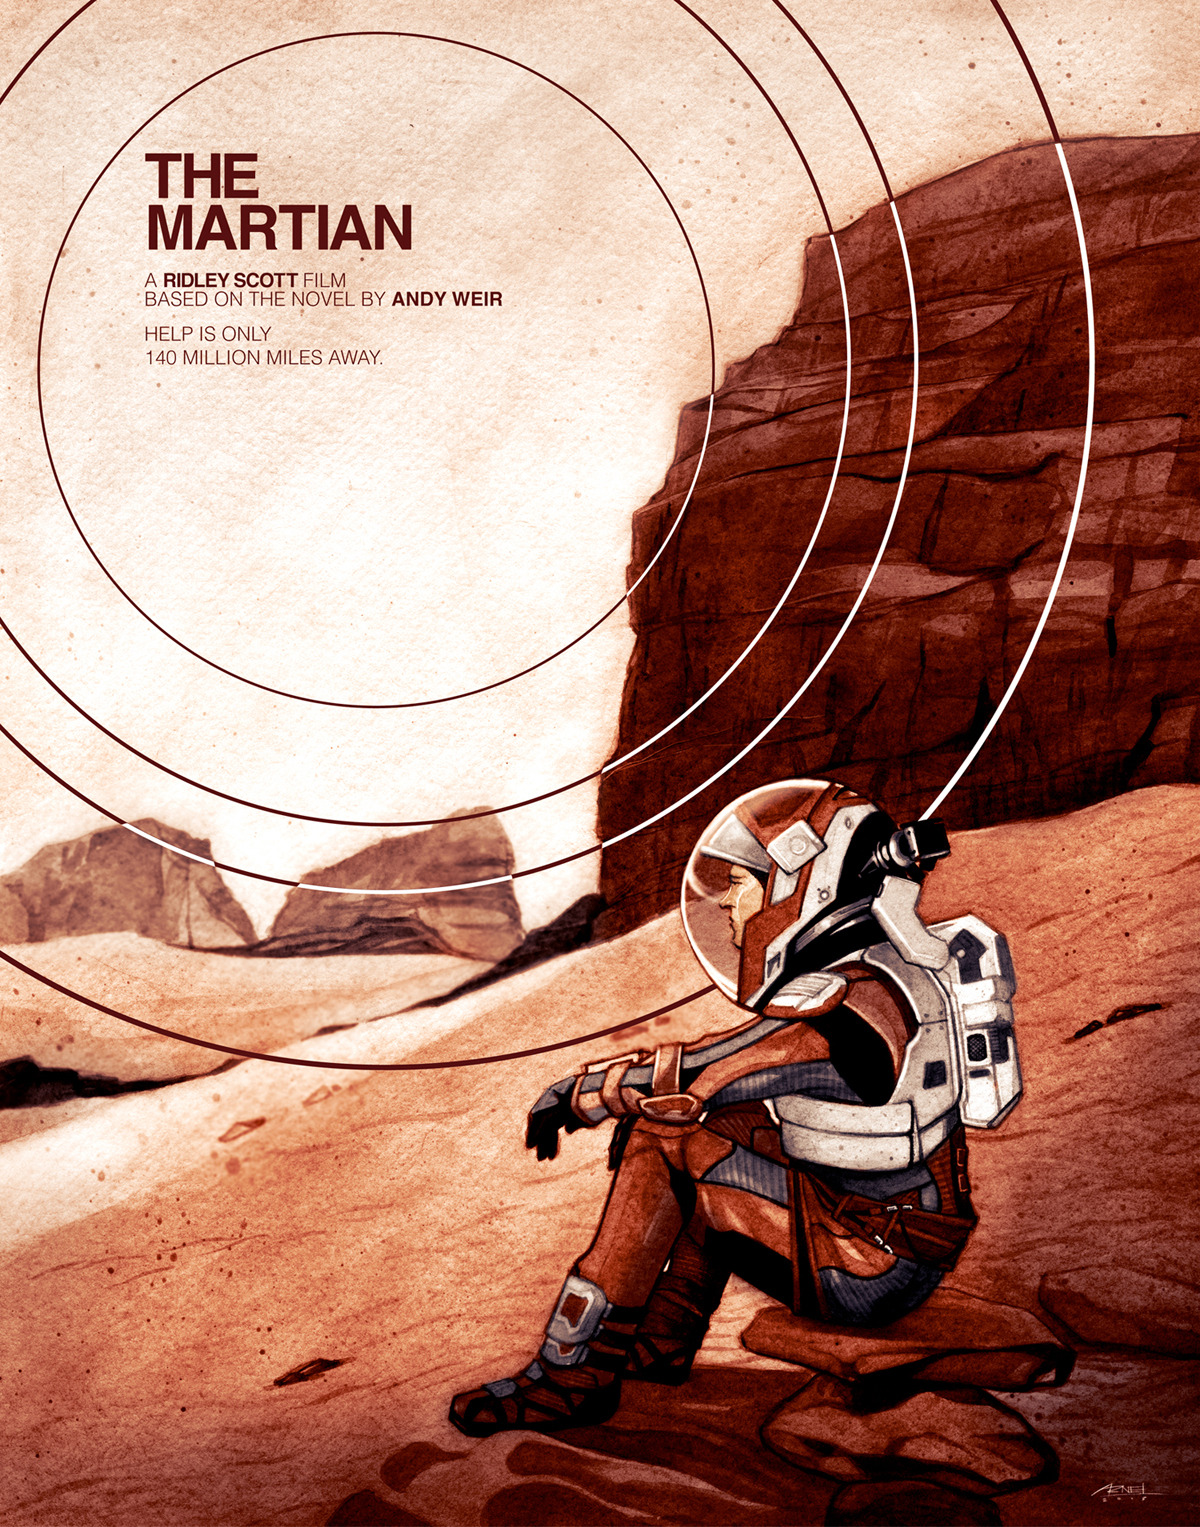 THE
MARTIAN
A RIDLEY SCOTT FILM
BASED ON THE NOVEL BY ANDY WEIR
HELP IS ONLY
140 MILLION MILES AWAY.